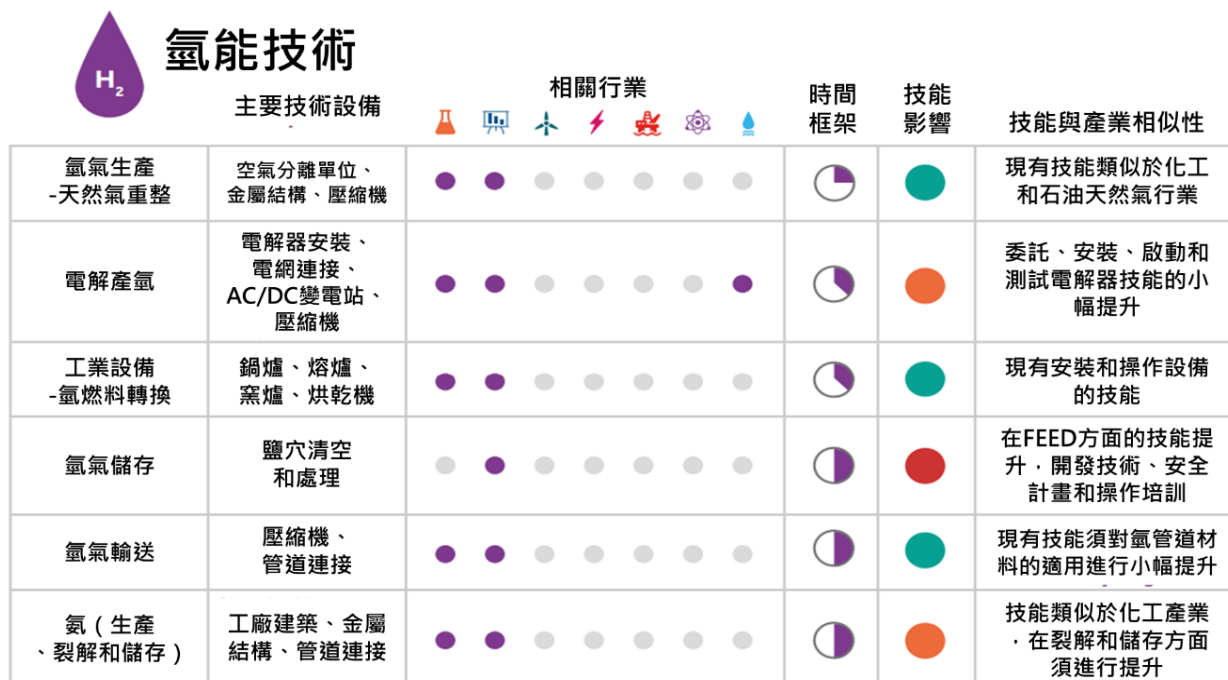 H₂
氫能技術
主要技術設備
相關行業
時間
框架
技能
影響
技能與產業相似性
氫氣生產
-天然氣重整
空氣分離單位、
金屬結構、壓縮機
現有技能類似於化工
和石油天然氣行業
電解產氫
電解器安裝、
電網連接、
AC/DC變電站、
壓縮機
委託、安裝、啟動和
測試電解器技能的小
幅提升
工業設備
-氫燃料轉換
鍋爐、熔爐、
窯爐、烘乾機
現有安裝和操作設備
的技能
氫氣儲存
鹽穴清空
和處理
在FEED方面的技能提
升，開發技術、安全
計畫和操作培訓
氫氣輸送
壓縮機、
管道連接
現有技能須對氫管道材
料的適用進行小幅提升
氨（生產
、裂解和儲存）
工廠建築、金屬
結構、管道連接
技能類似於化工產業
，在裂解和儲存方面
須進行提升